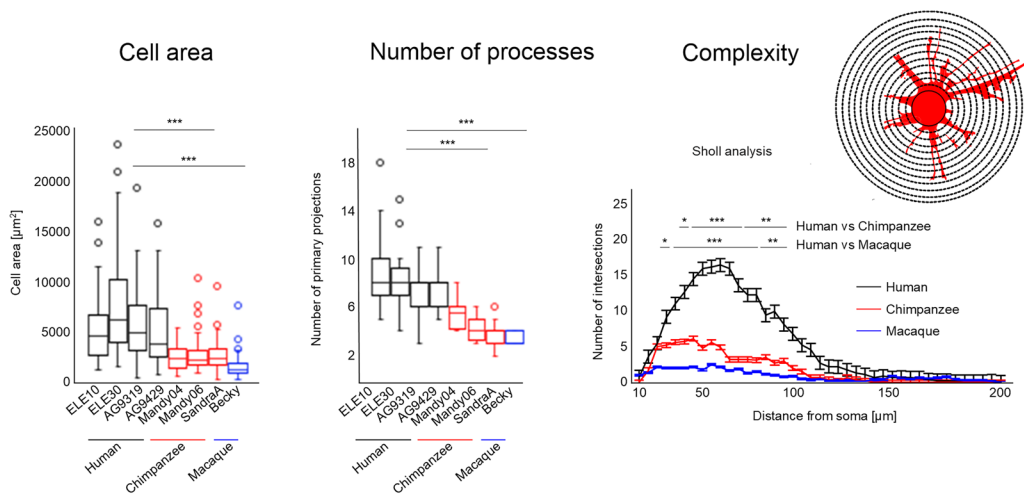 Cell area
Number of processes
Complexity
Sholl analysis
Cell area [µm²]
25000
20000
15000
10000
5000
0
***
***
ELE10
ELE30
AG9319
AG9429
Mandy04
Mandy06
SandraA
Becky
Human
Chimpanzee
Macaque
Number of primary projections
18
14
10
6
2
***
***
ELE10
ELE30
AG9319
AG9429
Mandy04
Mandy06
SandraA
Becky
Human
Chimpanzee
Macaque
Number of intersections
25
20
15
10
5
0
* *** ** Human vs Chimpanzee
* *** ** Human vs Macaque
Human
Chimpanzee
Macaque
10 50 100 150 200
Distance from soma [µm]